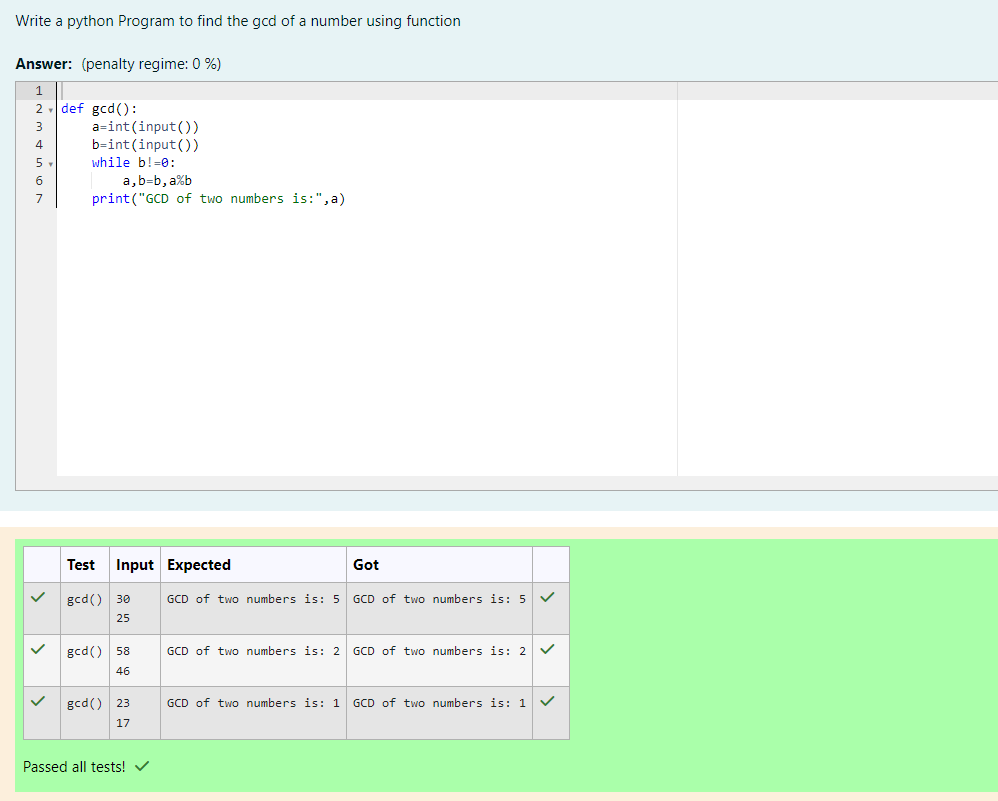 Write a python Program to find the gcd of a number using function
Answer: (penalty regime: 0 %)
1
2 def gcd():
3     a=int(input())
4     b=int(input())
5     while b!=0:
6         a,b=b,a%b
7     print("GCD of two numbers is:",a)
Test Input Expected Got
gcd() 30 GCD of two numbers is: 5 GCD of two numbers is: 5
25
gcd() 58 GCD of two numbers is: 2 GCD of two numbers is: 2
46
gcd() 23 GCD of two numbers is: 1 GCD of two numbers is: 1
17
Passed all tests!